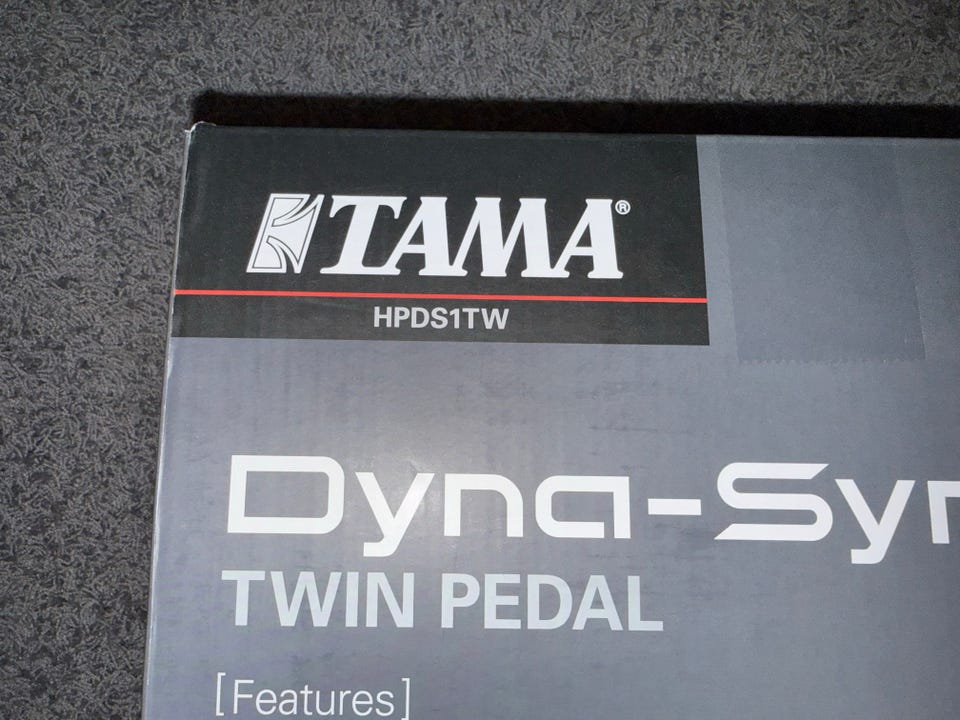 TAMA®
HPDS1TW
Dyna-Syn
TWIN PEDAL
[Features]